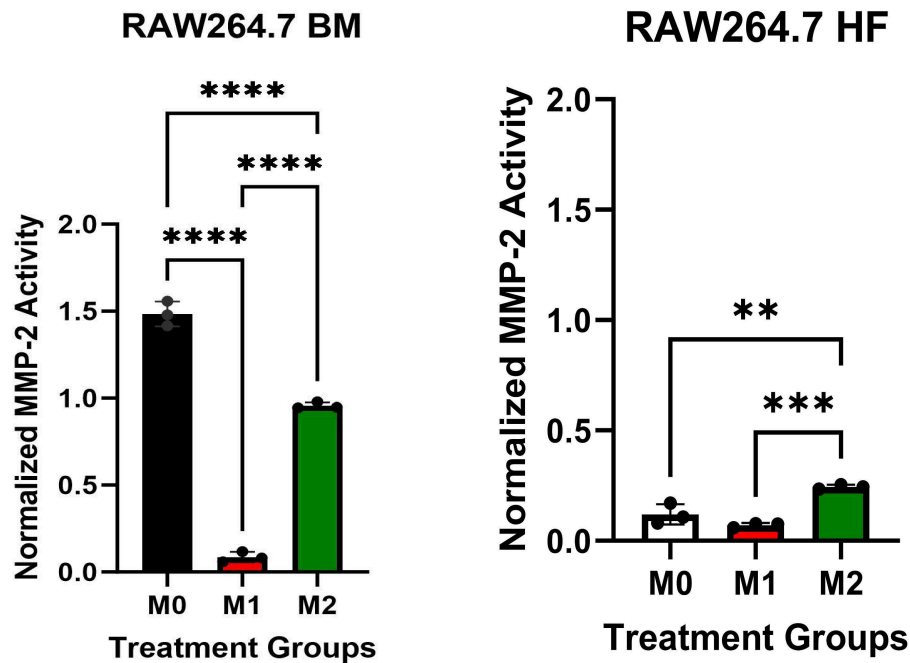 RAW264.7 BM
Normalized MMP-2 Activity
2.0
1.5
1.0
0.5
0.0
****
****
****
M0 M1 M2
Treatment Groups
RAW264.7 HF
Normalized MMP-2 Activity
2.0
1.5
1.0
0.5
0.0
**
***
M0 M1 M2
Treatment Groups